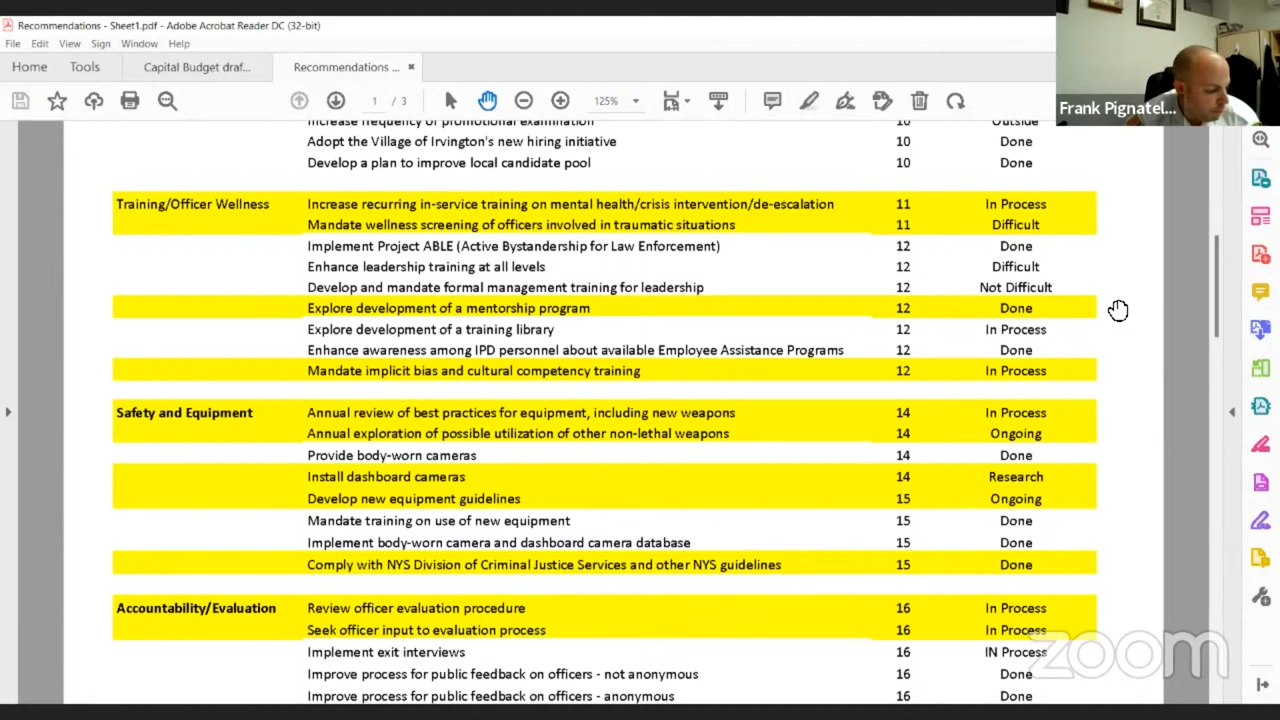 Recommendations - Sheet1.pdf - Adobe Acrobat Reader DC (32-bit)
File Edit View Sign Window Help
Home Tools Capital Budget draf... Recommendations ... ×
1 / 3 125%
Frank Pignatel...
Increase frequency of promotional examination 10 Outside
Adopt the Village of Irvington's new hiring initiative 10 Done
Develop a plan to improve local candidate pool 10 Done
Training/Officer Wellness Increase recurring in-service training on mental health/crisis intervention/de-escalation 11 In Process
Mandate wellness screening of officers involved in traumatic situations 11 Difficult
Implement Project ABLE (Active Bystandership for Law Enforcement) 12 Done
Enhance leadership training at all levels 12 Difficult
Develop and mandate formal management training for leadership 12 Not Difficult
Explore development of a mentorship program 12 Done
Explore development of a training library 12 In Process
Enhance awareness among IPD personnel about available Employee Assistance Programs 12 Done
Mandate implicit bias and cultural competency training 12 In Process
Safety and Equipment Annual review of best practices for equipment, including new weapons 14 In Process
Annual exploration of possible utilization of other non-lethal weapons 14 Ongoing
Provide body-worn cameras 14 Done
Install dashboard cameras 14 Research
Develop new equipment guidelines 15 Ongoing
Mandate training on use of new equipment 15 Done
Implement body-worn camera and dashboard camera database 15 Done
Comply with NYS Division of Criminal Justice Services and other NYS guidelines 15 Done
Accountability/Evaluation Review officer evaluation procedure 16 In Process
Seek officer input to evaluation process 16 In Process
Implement exit interviews 16 IN Process
Improve process for public feedback on officers - not anonymous 16 Done
Improve process for public feedback on officers - anonymous 16 Done
zoom